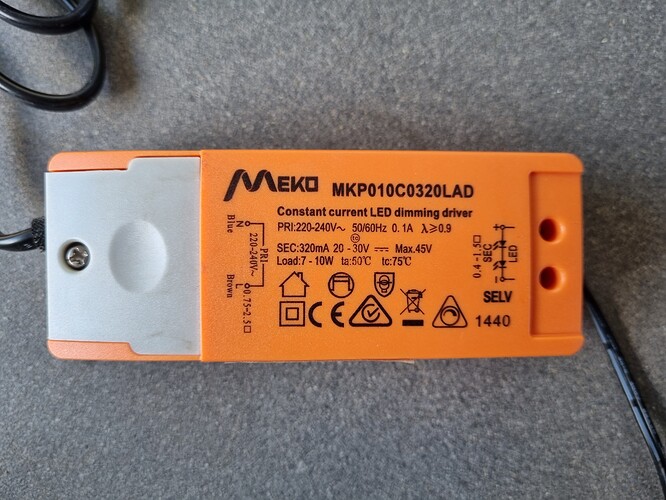 MEKO MKP010C0320LAD
Constant current LED dimming driver
PRI:220-240V~ 50/60Hz 0.1A λ≥0.9
tc
SEC:320mA 20 - 30V ⎓ Max.45V
Load:7 - 10W ta:50℃ tc:75℃
N
Blue
PRI
220-240V~
L
Brown
0.75-2.5□
0.4-1.5□
SEC
+
-
LED
SELV
CE
1440